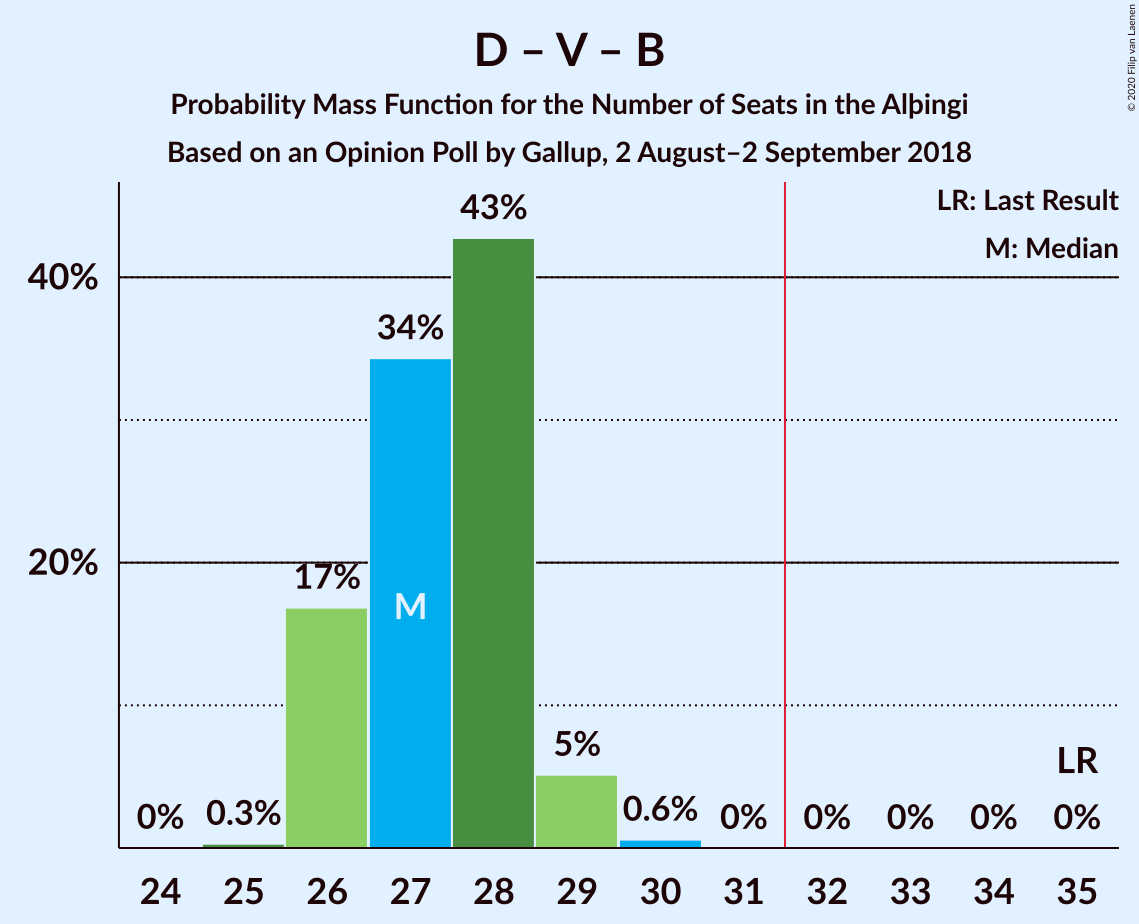 D – V – B
Probability Mass Function for the Number of Seats in the Alþingi
Based on an Opinion Poll by Gallup, 2 August–2 September 2018
© 2020 Filip van Laenen
LR: Last Result
M: Median
40%
20%
0%
0.3%
17%
34%
M
43%
5%
0.6%
0%
0%
0%
0%
LR
0%
24 25 26 27 28 29 30 31 32 33 34 35